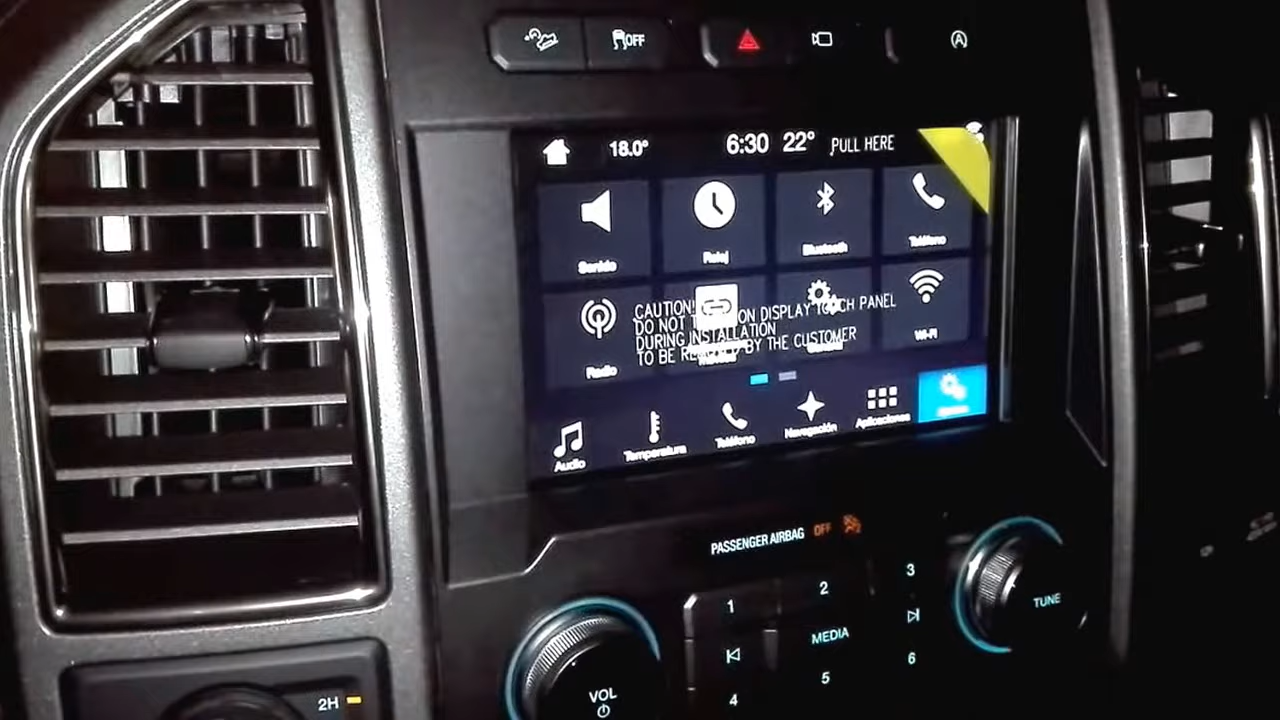 OFF
18.0°
6:30
22°
PULL HERE
Sonido
Reloj
Bluetooth
Teléfono
CAUTION!
ON DISPLAY TOUCH PANEL
DO NOT
DURING INSTALLATION
TO BE REMOVED BY THE CUSTOMER
Radio
Wi-Fi
Audio
Temperatura
Teléfono
Navegación
Aplicaciones
PASSENGER AIRBAG OFF
1
2
3
MEDIA
4
5
6
VOL
TUNE
2H